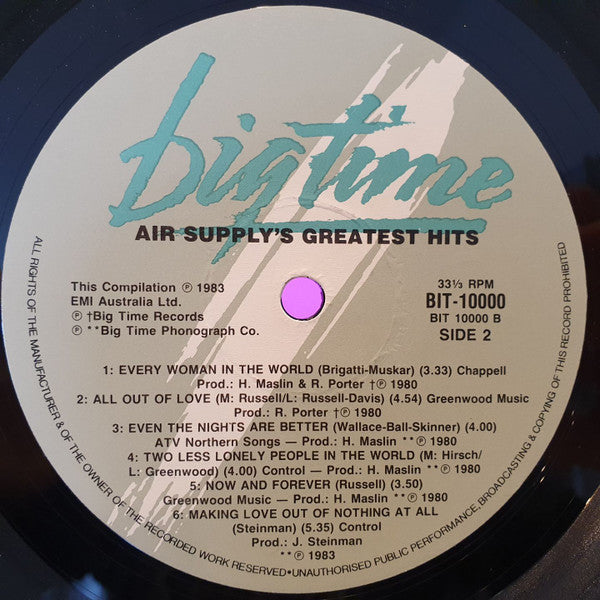 bigtime
AIR SUPPLY'S GREATEST HITS
This Compilation ℗ 1983
EMI Australia Ltd.
℗ †Big Time Records
℗ **Big Time Phonograph Co.
33⅓ RPM
BIT-10000
BIT 10000 B
SIDE 2
1: EVERY WOMAN IN THE WORLD (Brigatti-Muskar) (3.33) Chappell
Prod.: H. Maslin & R. Porter †℗ 1980
2: ALL OUT OF LOVE (M: Russell/L: Russell-Davis) (4.54) Greenwood Music
Prod.: R. Porter †℗ 1980
3: EVEN THE NIGHTS ARE BETTER (Wallace-Ball-Skinner) (4.00)
ATV Northern Songs — Prod.: H. Maslin **℗ 1980
4: TWO LESS LONELY PEOPLE IN THE WORLD (M: Hirsch/
L: Greenwood) (4.00) Control — Prod.: H. Maslin **℗ 1980
5: NOW AND FOREVER (Russell) (3.50)
Greenwood Music — Prod.: H. Maslin **℗ 1980
6: MAKING LOVE OUT OF NOTHING AT ALL
(Steinman) (5.35) Control
Prod.: J. Steinman
**℗ 1983
ALL RIGHTS OF THE MANUFACTURER & OF THE OWNER OF THE RECORDED WORK RESERVED•UNAUTHORISED PUBLIC PERFORMANCE, BROADCASTING & COPYING OF THIS RECORD PROHIBITED